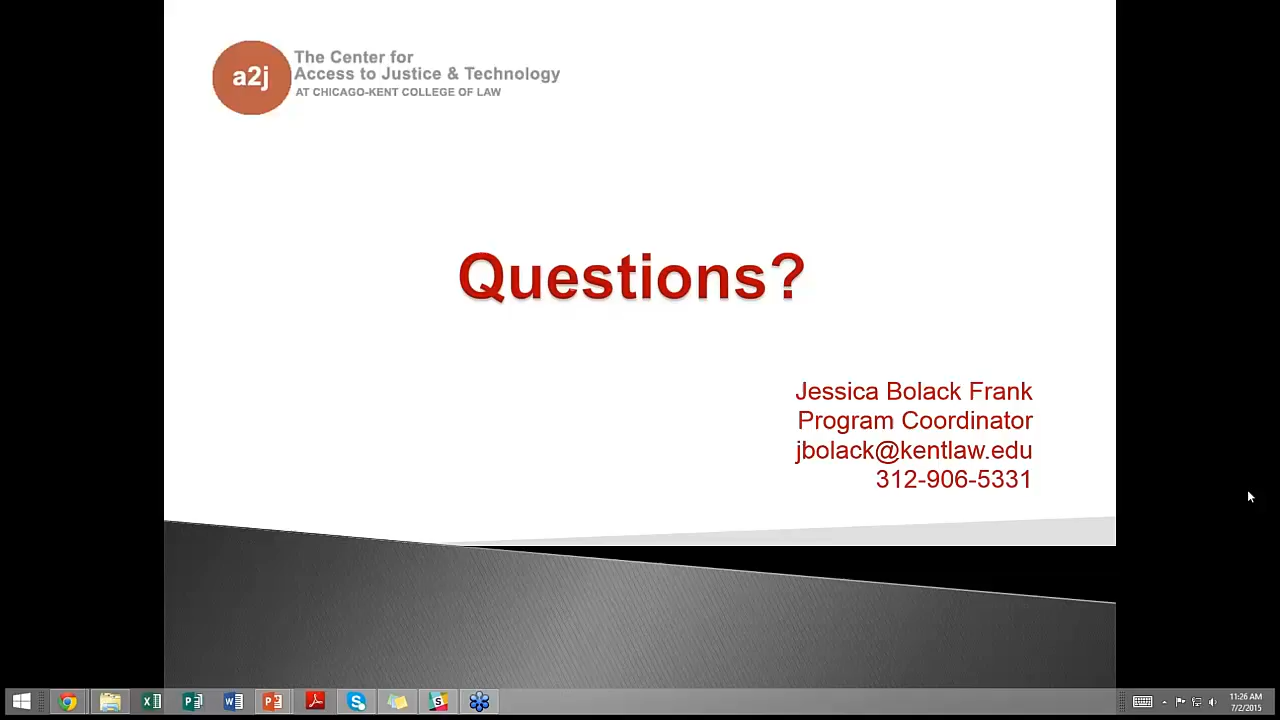 a2j
The Center for
Access to Justice & Technology
AT CHICAGO-KENT COLLEGE OF LAW
Questions?
Jessica Bolack Frank
Program Coordinator
jbolack@kentlaw.edu
312-906-5331
11:26 AM
7/2/2015